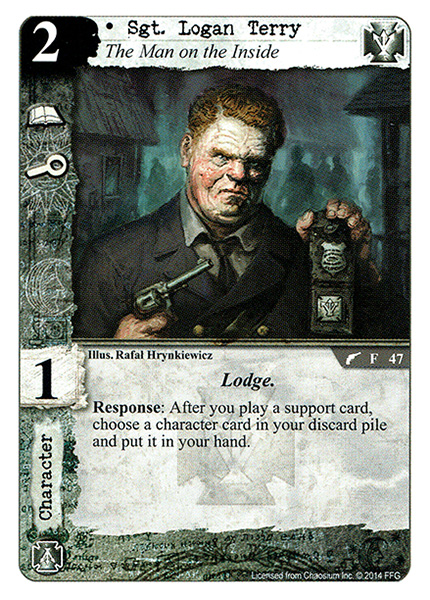 2
• Sgt. Logan Terry
The Man on the Inside
Illus. Rafał Hrynkiewicz
F 47
1
Lodge.
Response: After you play a support card,
choose a character card in your discard pile
and put it in your hand.
Character
Licensed from Chaosium Inc. © 2014 FFG